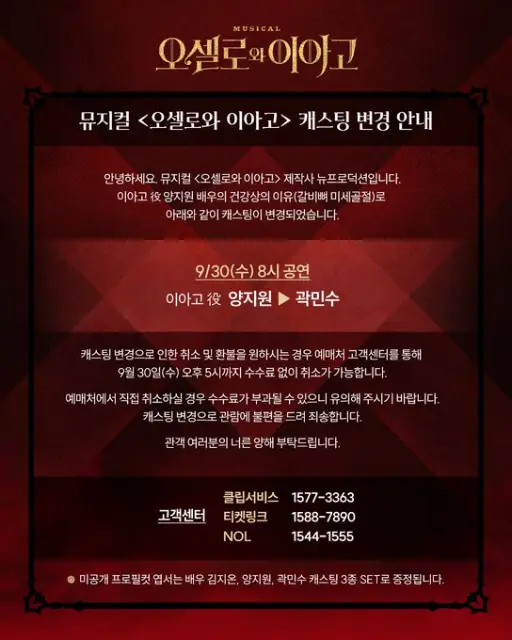 MUSICAL
오셀로와 이아고
뮤지컬 <오셀로와 이아고> 캐스팅 변경 안내
안녕하세요. 뮤지컬 <오셀로와 이아고> 제작사 뉴프로덕션입니다.
이아고 役 양지원 배우의 건강상의 이유(갈비뼈 미세골절)로
아래와 같이 캐스팅이 변경되었습니다.
9/30(수) 8시 공연
이아고 役 양지원 ▶ 곽민수
캐스팅 변경으로 인한 취소 및 환불을 원하시는 경우 예매처 고객센터를 통해
9월 30일(수) 오후 5시까지 수수료 없이 취소가 가능합니다.
예매처에서 직접 취소하실 경우 수수료가 부과될 수 있으니 유의해 주시기 바랍니다.
캐스팅 변경으로 관람에 불편을 드려 죄송합니다.
관객 여러분의 너른 양해 부탁드립니다.
고객센터
클립서비스 1577-3363
티켓링크 1588-7890
NOL 1544-1555
미공개 프로필컷 엽서는 배우 김지온, 양지원, 곽민수 캐스팅 3종 SET로 증정됩니다.